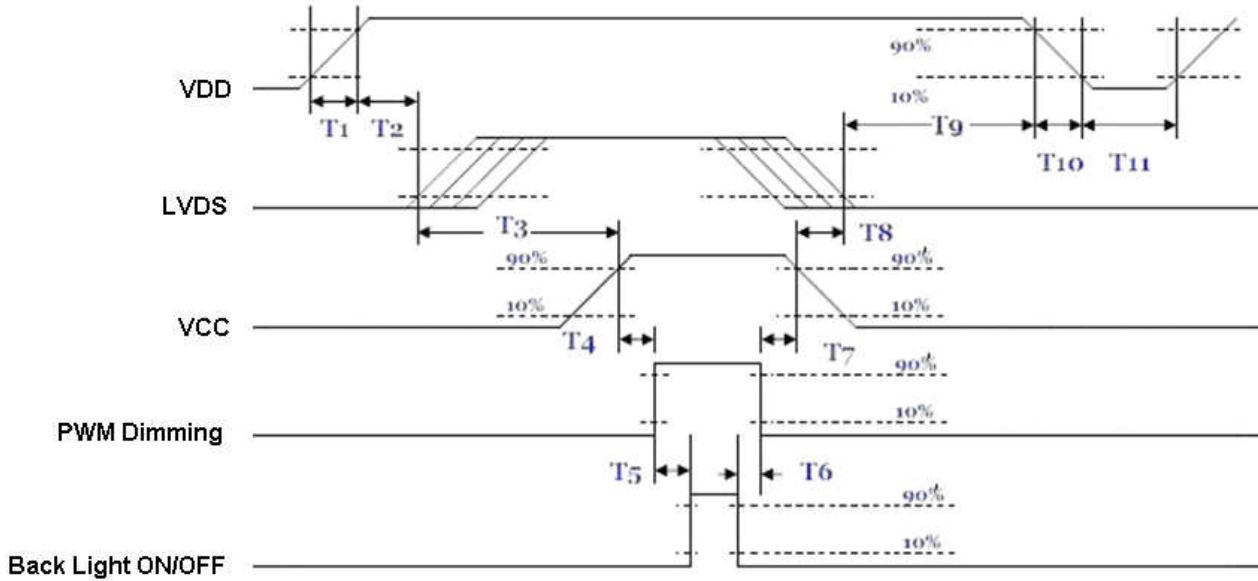 90%
VDD
10%
T1 T2 T9
T10 T11
LVDS
T3 T8
90% 90%
10% 10%
VCC
T4 T7
90%
10%
PWM Dimming
T5 T6
90%
10%
Back Light ON/OFF